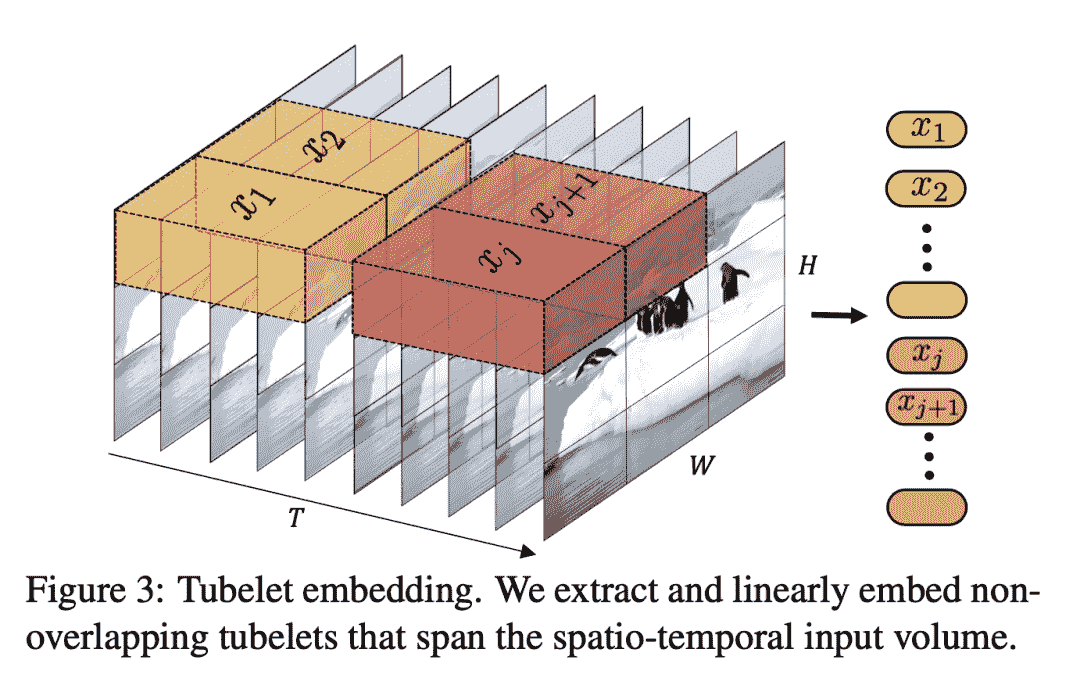 x₂
x₁
xⱼ₊₁
xⱼ
H
W
T
x₁
x₂
xⱼ
xⱼ₊₁
Figure 3: Tubelet embedding. We extract and linearly embed non-
overlapping tubelets that span the spatio-temporal input volume.